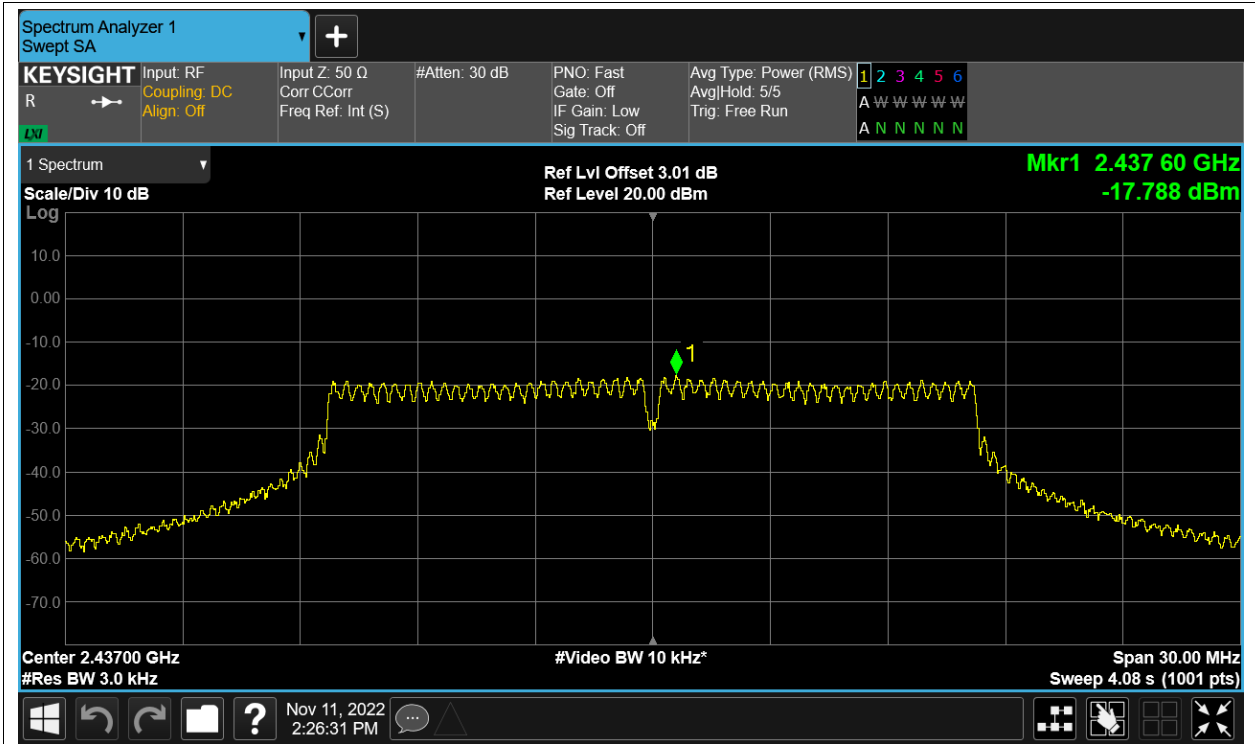 Spectrum Analyzer 1
Swept SA
KEYSIGHT
R
LXI
Input: RF
Coupling: DC
Align: Off
Input Z: 50 Ω
Corr CCorr
Freq Ref: Int (S)
#Atten: 30 dB
PNO: Fast
Gate: Off
IF Gain: Low
Sig Track: Off
Avg Type: Power (RMS)
Avg|Hold: 5/5
Trig: Free Run
1 2 3 4 5 6
A W W W W W
A N N N N N
1 Spectrum
Scale/Div 10 dB
Log
Ref Lvl Offset 3.01 dB
Ref Level 20.00 dBm
Mkr1 2.437 60 GHz
-17.788 dBm
10.0
0.00
-10.0
1
-20.0
-30.0
-40.0
-50.0
-60.0
-70.0
Center 2.43700 GHz
#Video BW 10 kHz*
Span 30.00 MHz
#Res BW 3.0 kHz
Sweep 4.08 s (1001 pts)
?
Nov 11, 2022
2:26:31 PM